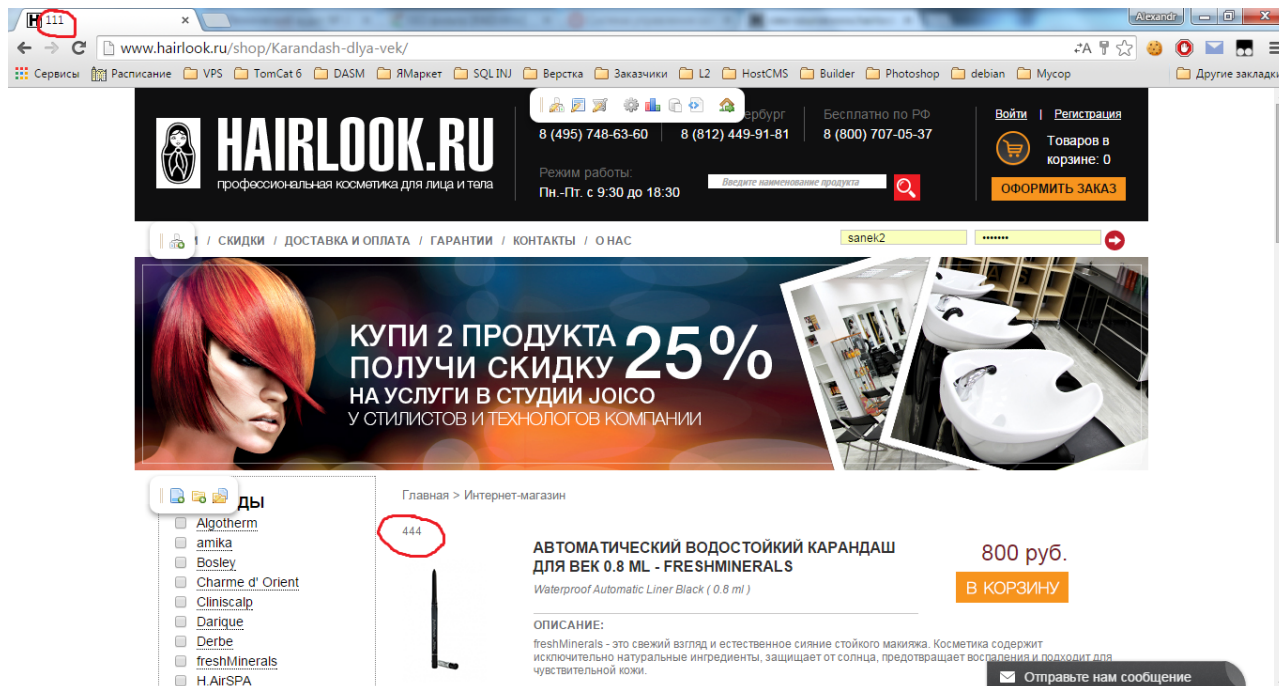 111
Alexandr
www.hairlook.ru/shop/Karandash-dlya-vek/
Сервисы Расписание VPS TomCat 6 DASM ЯМаркет SQL INJ Верстка Заказчики L2 HostCMS Builder Photoshop debian Мусор Другие закладки
HAIRLOOK.RU
профессиональная косметика для лица и тела
8 (495) 748-63-60
8 (812) 449-91-81
Бесплатно по РФ
8 (800) 707-05-37
Режим работы:
Пн.-Пт. с 9:30 до 18:30
Введите наименование продукта
Войти | Регистрация
Товаров в
корзине: 0
ОФОРМИТЬ ЗАКАЗ
/ СКИДКИ / ДОСТАВКА И ОПЛАТА / ГАРАНТИИ / КОНТАКТЫ / О НАС
sanek2
•••••••
КУПИ 2 ПРОДУКТА
ПОЛУЧИ СКИДКУ 25%
НА УСЛУГИ В СТУДИИ JOICO
У СТИЛИСТОВ И ТЕХНОЛОГОВ КОМПАНИИ
Algotherm
amika
Bosley
Charme d' Orient
Cliniscalp
Darique
Derbe
freshMinerals
H.AirSPA
Главная > Интернет-магазин
444
АВТОМАТИЧЕСКИЙ ВОДОСТОЙКИЙ КАРАНДАШ
ДЛЯ ВЕК 0.8 ML - FRESHMINERALS
Waterproof Automatic Liner Black ( 0.8 ml )
800 руб.
В КОРЗИНУ
ОПИСАНИЕ:
freshMinerals - это свежий взгляд и естественное сияние стойкого макияжа. Косметика содержит
исключительно натуральные ингредиенты, защищает от солнца, предотвращает воспаления и подходит для
чувствительной кожи.
Отправьте нам сообщение